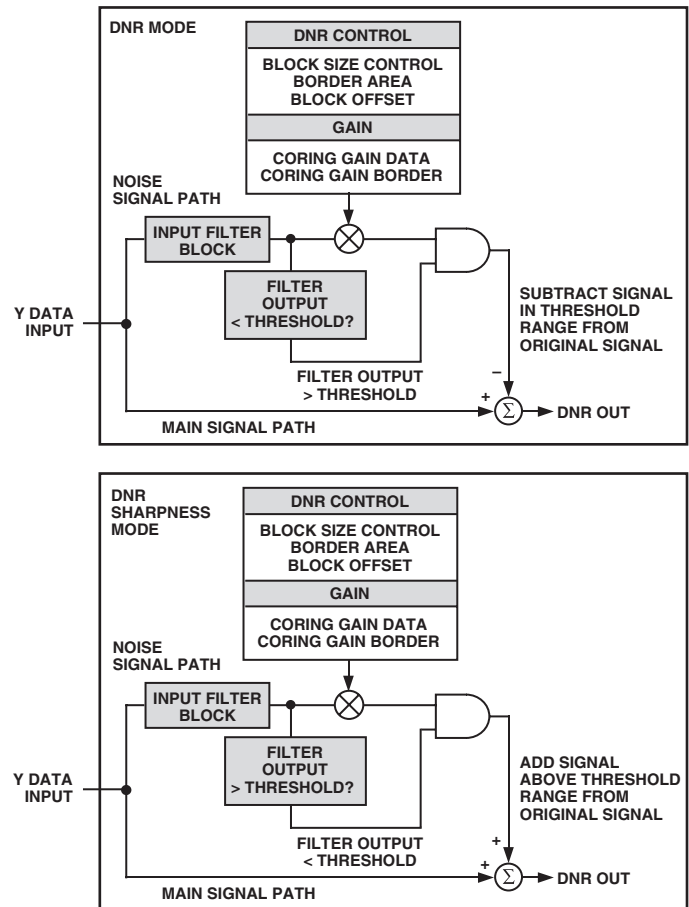 DNR MODE
DNR CONTROL
BLOCK SIZE CONTROL
BORDER AREA
BLOCK OFFSET
GAIN
CORING GAIN DATA
CORING GAIN BORDER
NOISE
SIGNAL PATH
INPUT FILTER
BLOCK
FILTER
OUTPUT
< THRESHOLD?
Y DATA
INPUT
SUBTRACT SIGNAL
IN THRESHOLD
RANGE FROM
ORIGINAL SIGNAL
FILTER OUTPUT
> THRESHOLD
–
+
Σ
DNR OUT
MAIN SIGNAL PATH
DNR
SHARPNESS
MODE
DNR CONTROL
BLOCK SIZE CONTROL
BORDER AREA
BLOCK OFFSET
GAIN
CORING GAIN DATA
CORING GAIN BORDER
NOISE
SIGNAL PATH
INPUT FILTER
BLOCK
FILTER
OUTPUT
> THRESHOLD?
Y DATA
INPUT
ADD SIGNAL
ABOVE THRESHOLD
RANGE FROM
ORIGINAL SIGNAL
FILTER OUTPUT
< THRESHOLD
+
+
Σ
DNR OUT
MAIN SIGNAL PATH